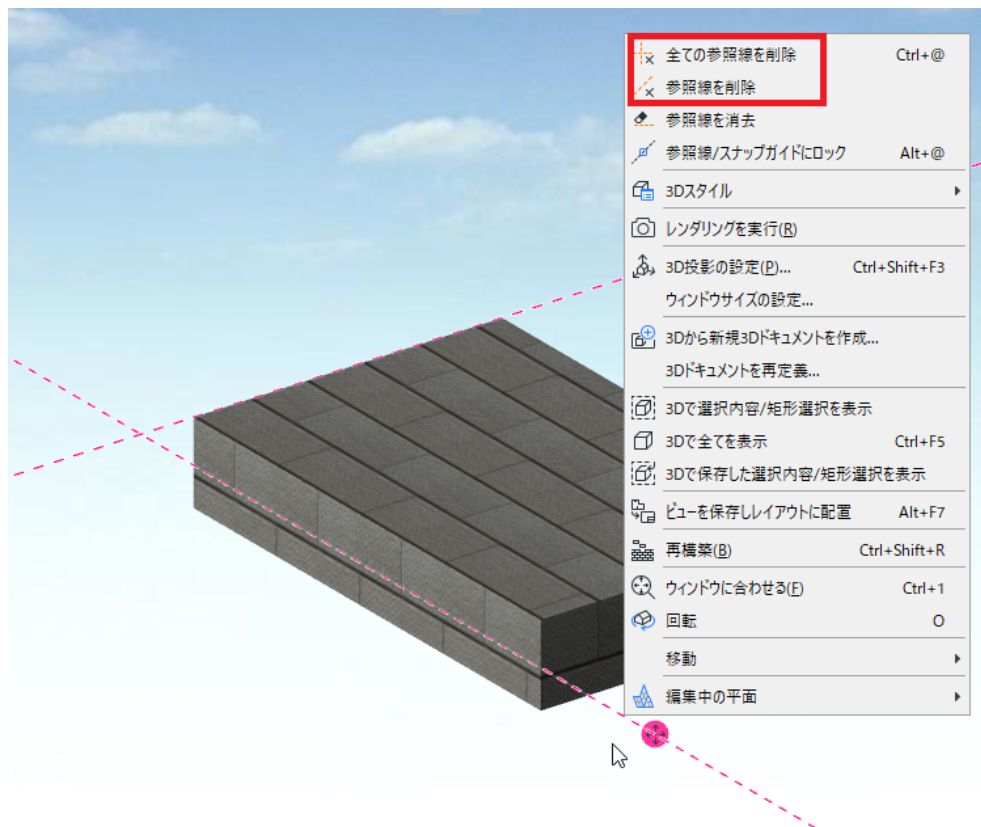 全ての参照線を削除 Ctrl+@
参照線を削除
参照線を消去
参照線/スナップガイドにロック Alt+@
3Dスタイル
レンダリングを実行(R)
3D投影の設定(P)... Ctrl+Shift+F3
ウィンドウサイズの設定...
3Dから新規3Dドキュメントを作成...
3Dドキュメントを再定義...
3Dで選択内容/矩形選択を表示
3Dで全てを表示 Ctrl+F5
3Dで保存した選択内容/矩形選択を表示
ビューを保存しレイアウトに配置 Alt+F7
再構築(B) Ctrl+Shift+R
ウィンドウに合わせる(F) Ctrl+1
回転 O
移動
編集中の平面